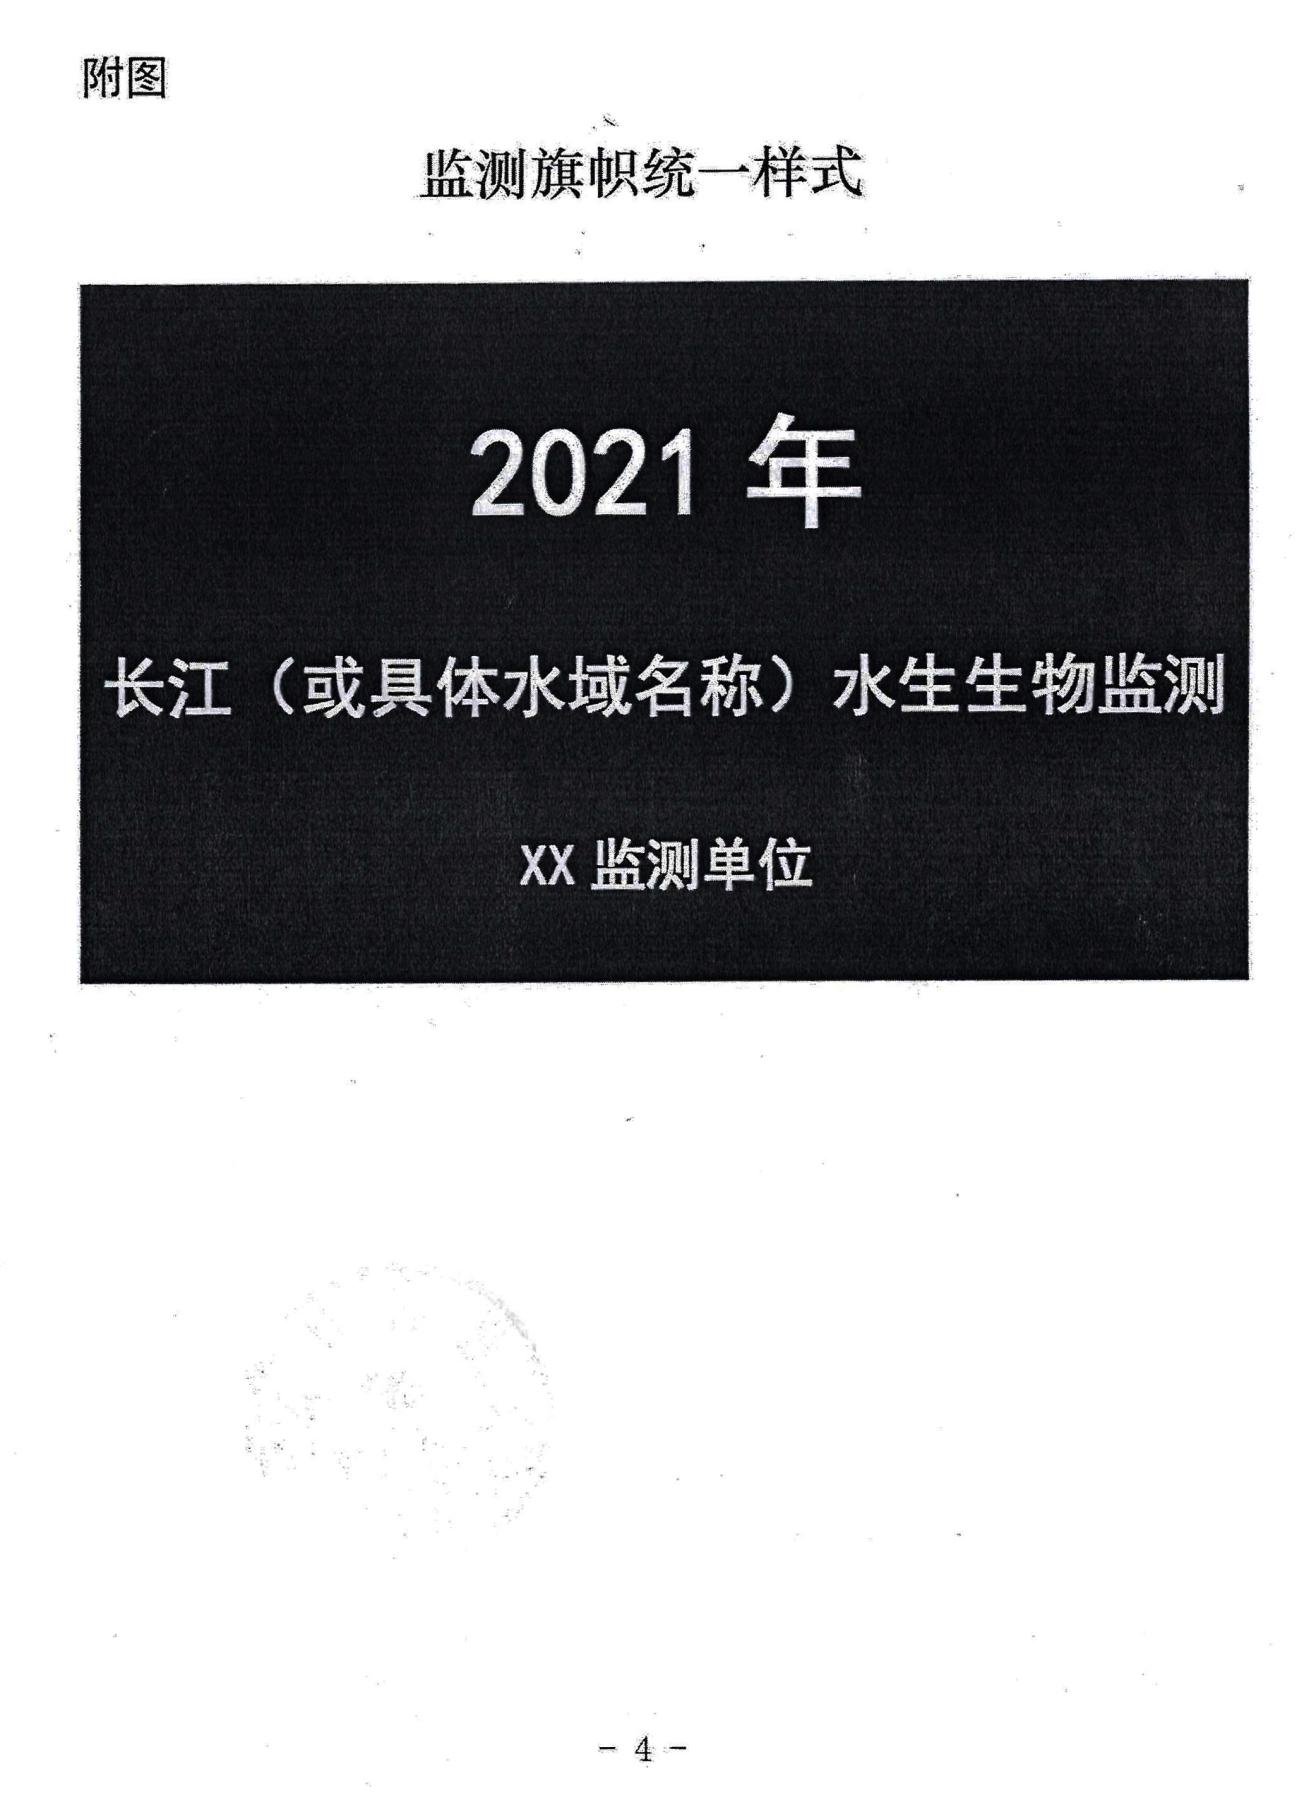 附图
监测旗帜统一样式
2021 年
长江（或具体水域名称）水生生物监测
XX 监测单位
- 4 -